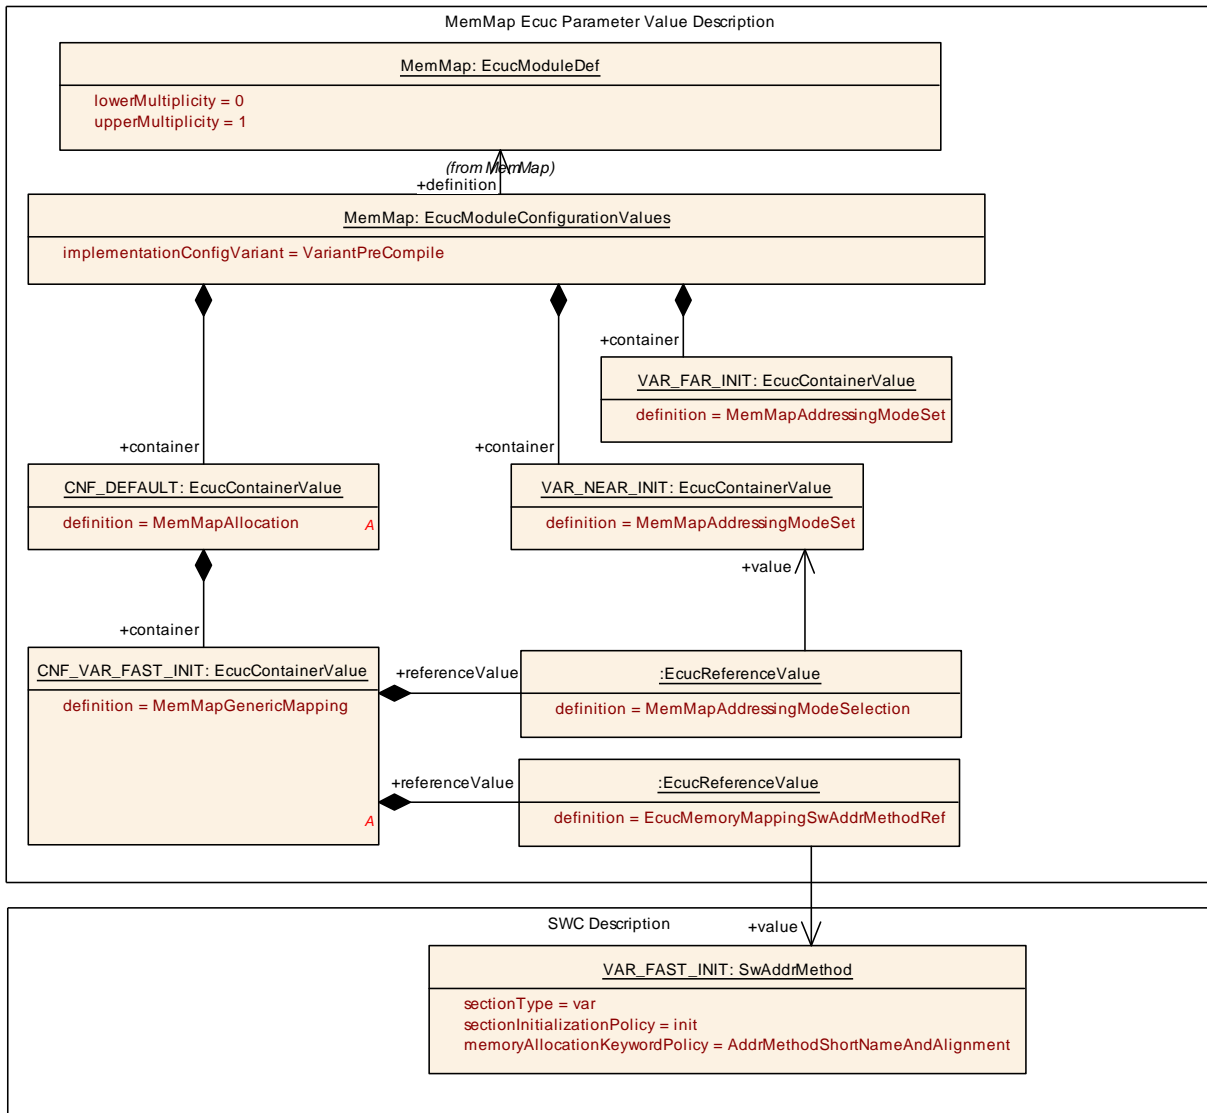 MemMap Ecuc Parameter Value Description
MemMap: EcucModuleDef
lowerMultiplicity = 0
upperMultiplicity = 1
(from MemMap)
+definition
MemMap: EcucModuleConfigurationValues
implementationConfigVariant = VariantPreCompile
+container
VAR_FAR_INIT: EcucContainerValue
definition = MemMapAddressingModeSet
+container
+container
CNF_DEFAULT: EcucContainerValue
definition = MemMapAllocation
A
VAR_NEAR_INIT: EcucContainerValue
definition = MemMapAddressingModeSet
+value
+container
CNF_VAR_FAST_INIT: EcucContainerValue
definition = MemMapGenericMapping
A
+referenceValue
:EcucReferenceValue
definition = MemMapAddressingModeSelection
+referenceValue
:EcucReferenceValue
definition = EcucMemoryMappingSwAddrMethodRef
SWC Description
+value
VAR_FAST_INIT: SwAddrMethod
sectionType = var
sectionInitializationPolicy = init
memoryAllocationKeywordPolicy = AddrMethodShortNameAndAlignment